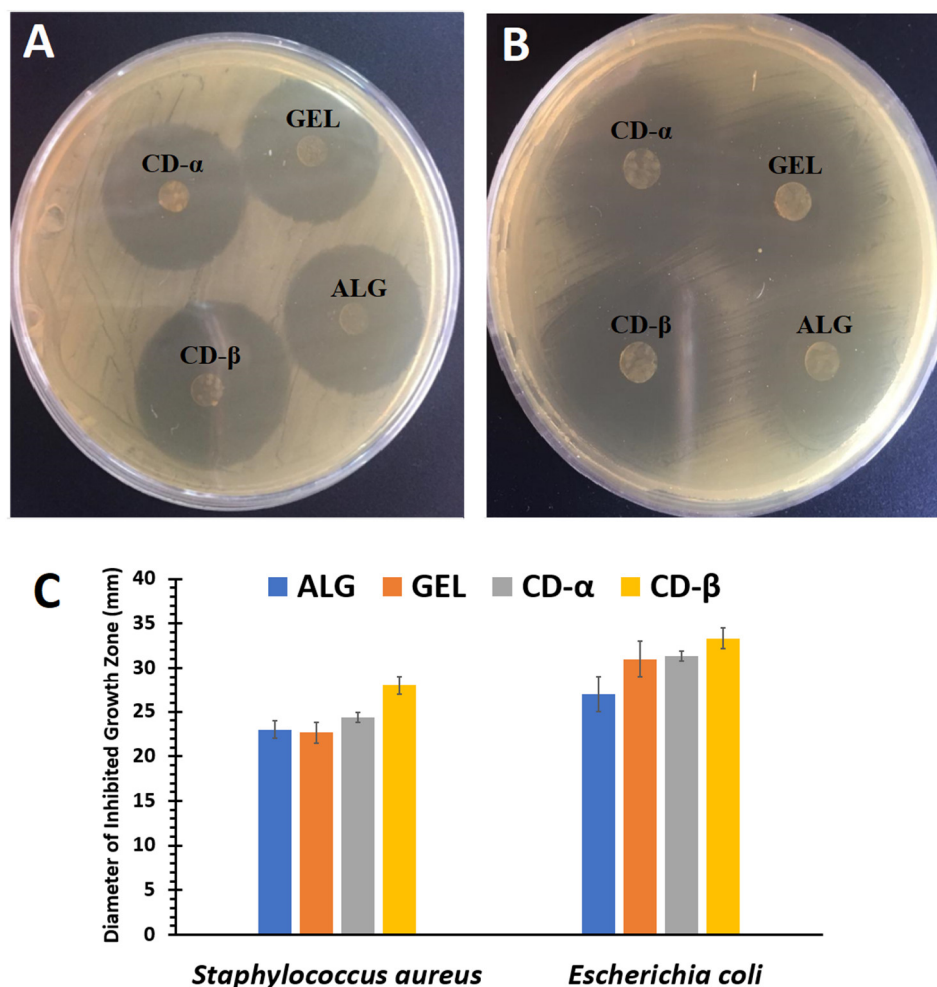 A
GEL
CD-α
ALG
CD-β
B
CD-α
GEL
CD-β
ALG
C
ALG GEL CD-α CD-β
Diameter of Inhibited Growth Zone (mm)
40
35
30
25
20
15
10
5
0
Staphylococcus aureus Escherichia coli